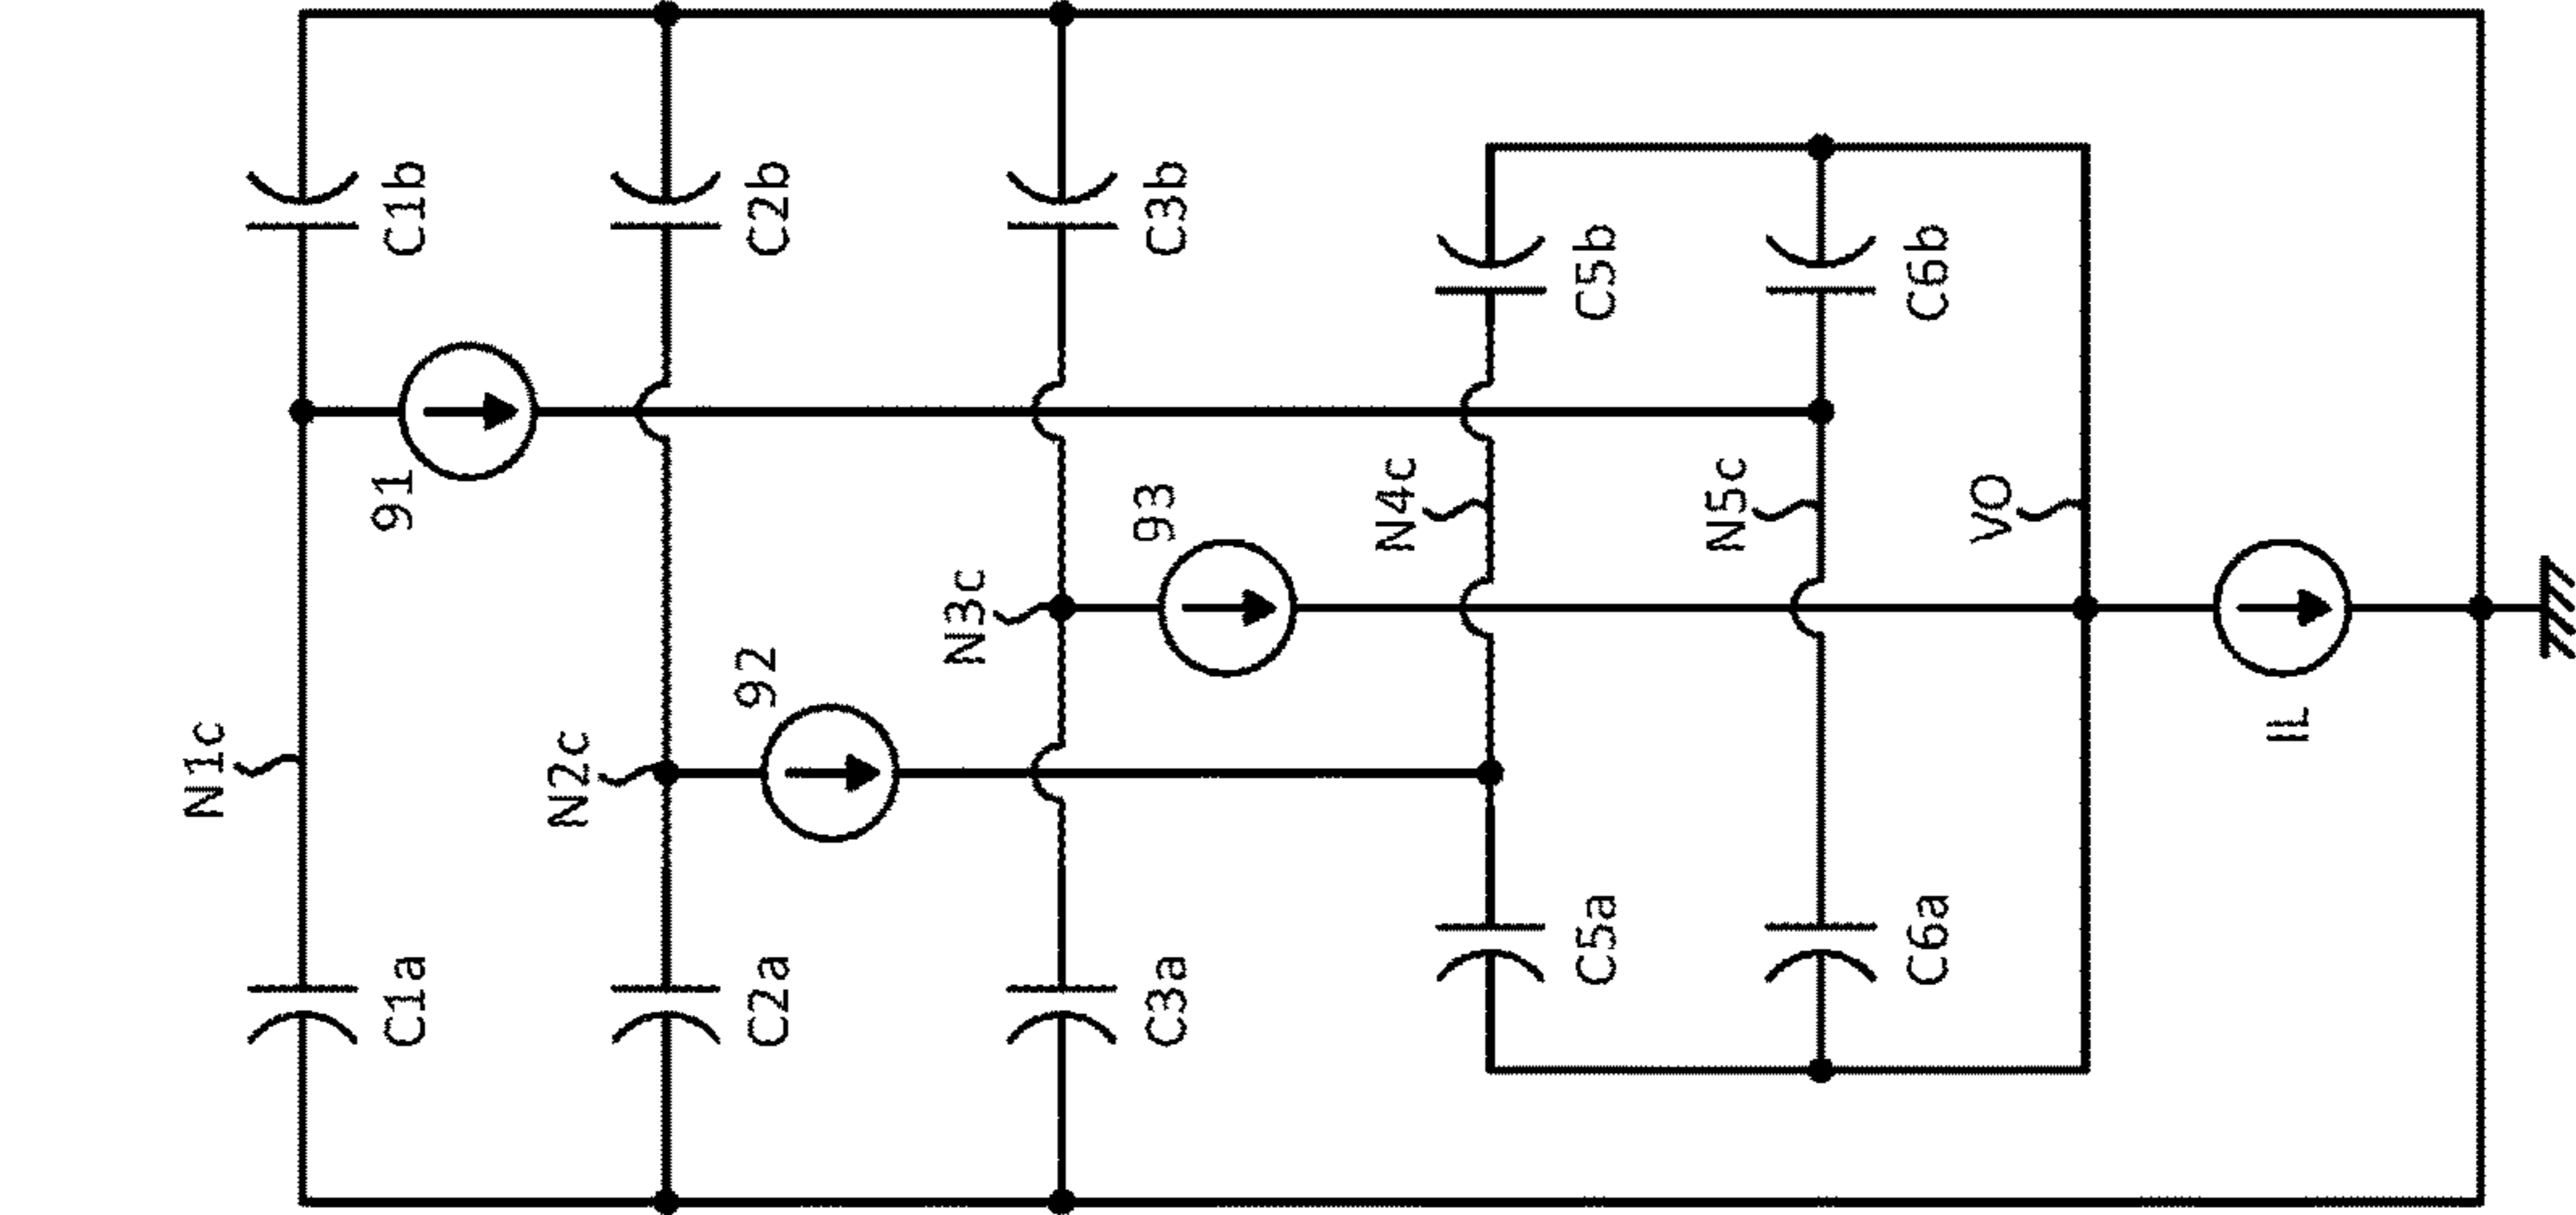 N1c
C1a
C1b
91
N2c
C2a
C2b
92
N3c
C3a
C3b
93
N4c
C5a
C5b
N5c
C6a
C6b
VO
IL